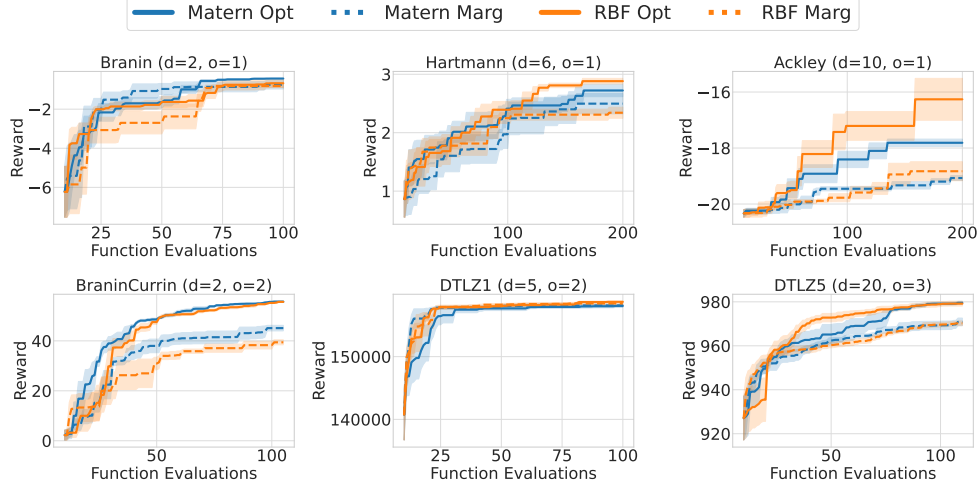 Matern Opt Matern Marg RBF Opt RBF Marg
Branin (d=2, o=1)
Reward
−2
−4
−6
25 50 75 100
Function Evaluations
Hartmann (d=6, o=1)
Reward
3
2
1
100 200
Function Evaluations
Ackley (d=10, o=1)
Reward
−16
−18
−20
100 200
Function Evaluations
BraninCurrin (d=2, o=2)
Reward
40
20
0
50 100
Function Evaluations
DTLZ1 (d=5, o=2)
Reward
150000
140000
25 50 75 100
Function Evaluations
DTLZ5 (d=20, o=3)
Reward
980
960
940
920
50 100
Function Evaluations